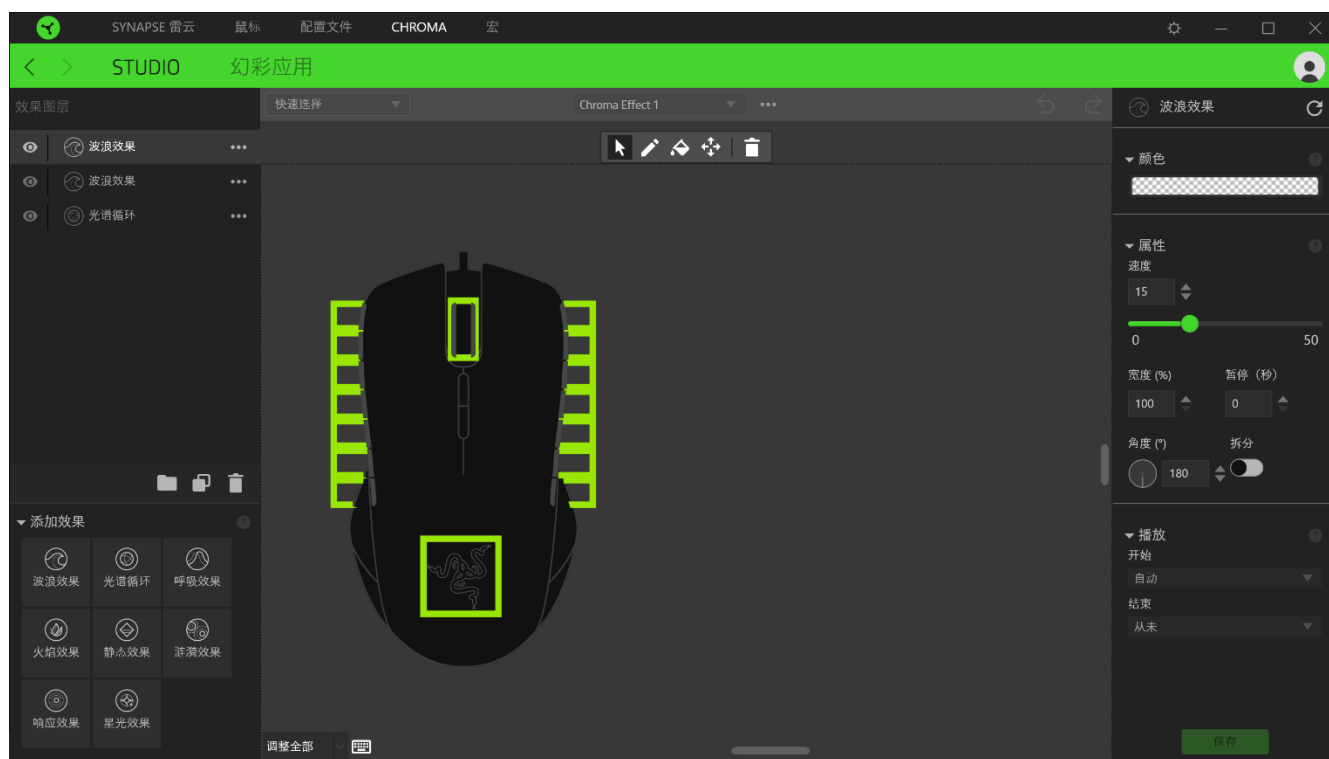 SYNAPSE 雷云 鼠标 配置文件 CHROMA 宏
STUDIO 幻彩应用
效果图层
快速选择
Chroma Effect 1
波浪效果
波浪效果
波浪效果
光谱循环
添加效果
波浪效果 光谱循环 呼吸效果
火焰效果 静态效果 涟漪效果
响应效果 星光效果
调整全部
颜色
属性
速度
15
0 50
宽度 (%) 暂停（秒）
100 0
角度 (°) 拆分
180
播放
开始
自动
结束
从未
保存